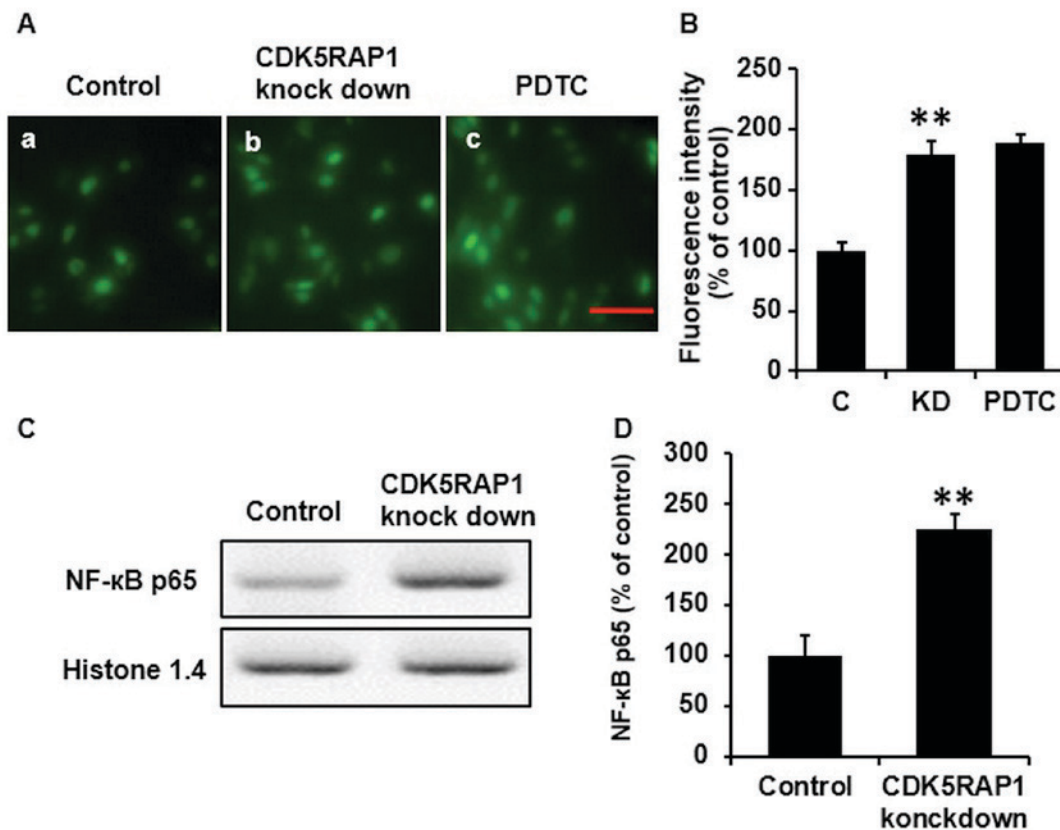 A
Control
CDK5RAP1
knock down
PDTC
a
b
c
B
Fluorescence intensity
(% of control)
250
200
150
100
50
0
**
C
KD
PDTC
C
Control
CDK5RAP1
knock down
NF-κB p65
Histone 1.4
D
NF-κB p65 (% of control)
300
250
200
150
100
50
0
**
Control
CDK5RAP1
konckdown